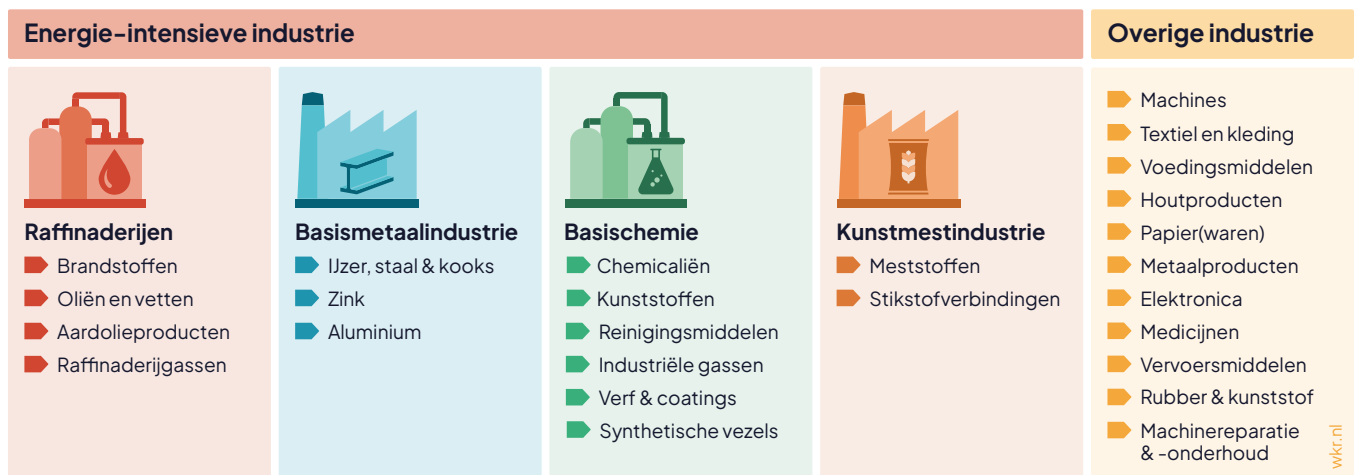 Energie-intensieve industrie
Overige industrie
Raffinaderijen
Brandstoffen
Oliën en vetten
Aardolieproducten
Raffinaderijgassen
Basismetaalindustrie
IJzer, staal & kooks
Zink
Aluminium
Basischemie
Chemicaliën
Kunststoffen
Reinigingsmiddelen
Industriële gassen
Verf & coatings
Synthetische vezels
Kunstmestindustrie
Meststoffen
Stikstofverbindingen
Machines
Textiel en kleding
Voedingsmiddelen
Houtproducten
Papier(waren)
Metaalproducten
Elektronica
Medicijnen
Vervoersmiddelen
Rubber & kunststof
Machinereparatie
& -onderhoud
wkr.nl